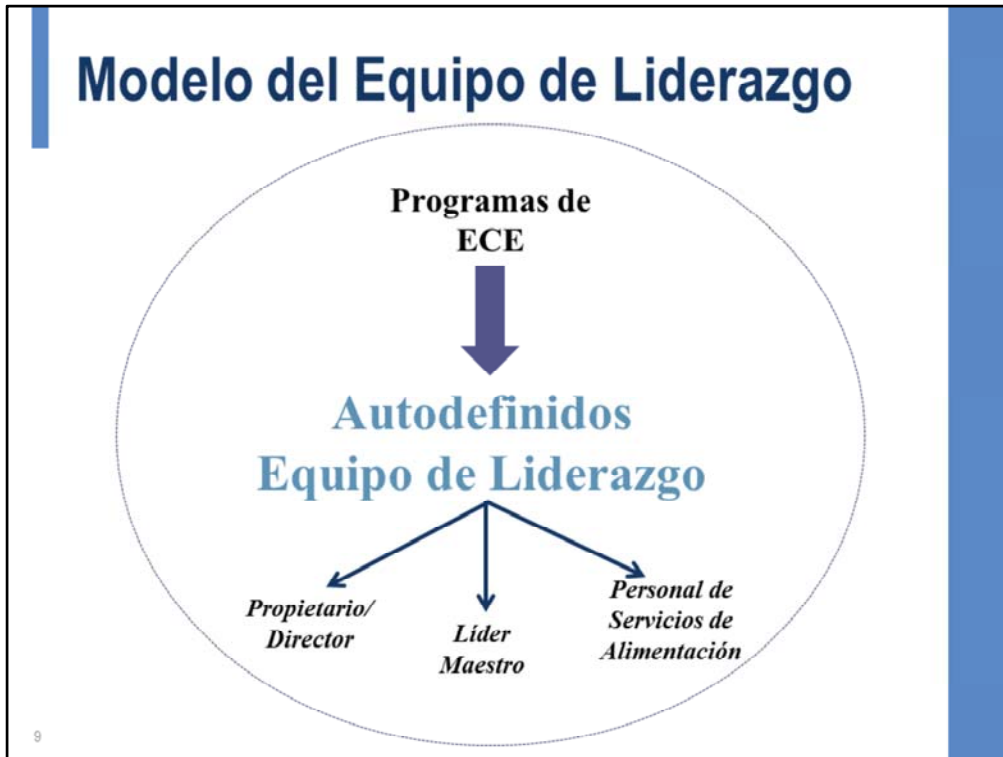 Modelo del Equipo de Liderazgo
Programas de
ECE
Autodefinidos
Equipo de Liderazgo
Propietario/
Director
Líder
Maestro
Personal de
Servicios de
Alimentación
9